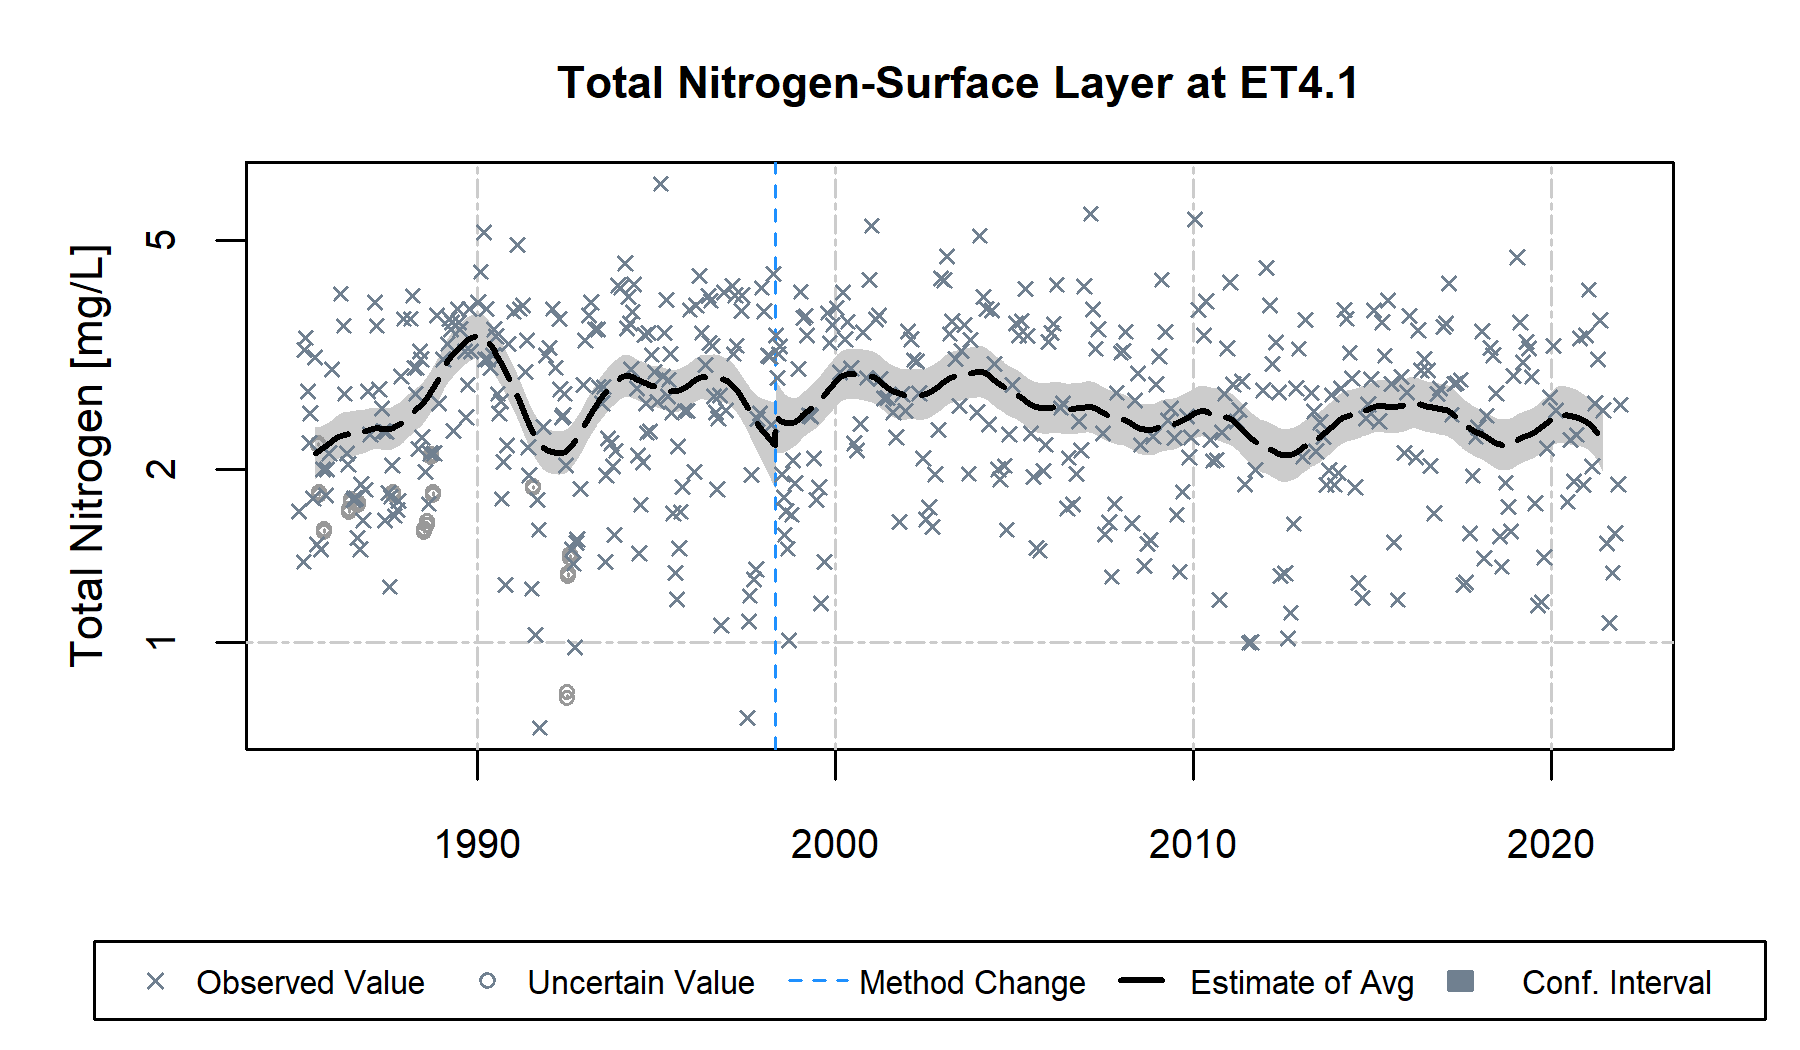 Total Nitrogen-Surface Layer at ET4.1
Total Nitrogen [mg/L]
5
2
1
1990 2000 2010 2020
Observed Value Uncertain Value Method Change Estimate of Avg Conf. Interval